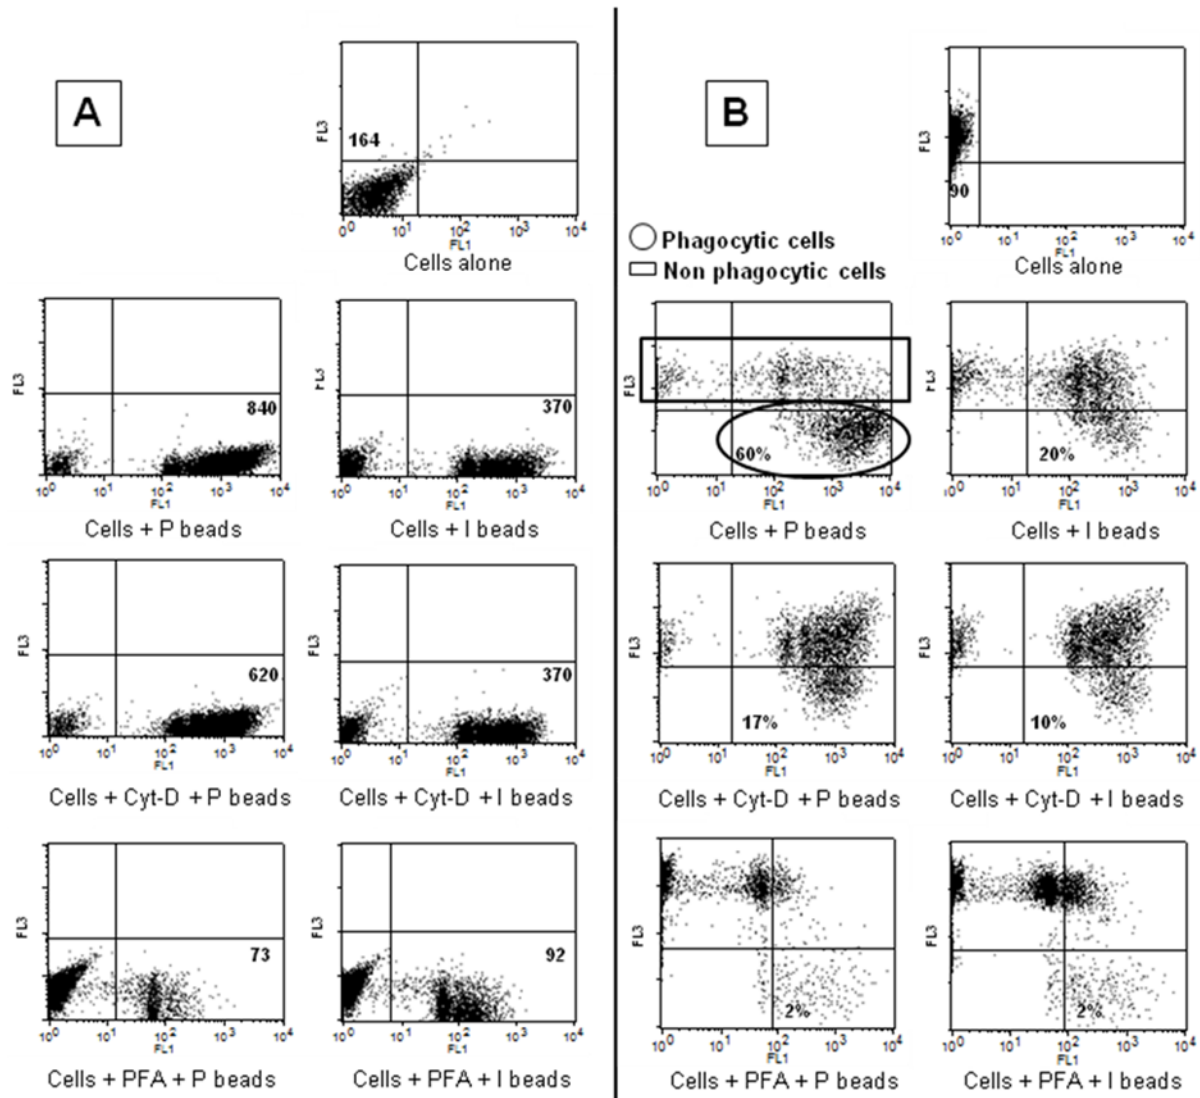 A
FL3
164
10^0 10^1 10^2 10^3 10^4
FL1
Cells alone
FL3
840
10^0 10^1 10^2 10^3 10^4
FL1
Cells + P beads
FL3
370
10^0 10^1 10^2 10^3 10^4
FL1
Cells + I beads
FL3
620
10^0 10^1 10^2 10^3 10^4
FL1
Cells + Cyt-D + P beads
FL3
370
10^0 10^1 10^2 10^3 10^4
FL1
Cells + Cyt-D + I beads
FL3
73
10^0 10^1 10^2 10^3 10^4
FL1
Cells + PFA + P beads
FL3
92
10^0 10^1 10^2 10^3 10^4
FL1
Cells + PFA + I beads
B
FL3
90
10^0 10^1 10^2 10^3 10^4
FL1
Cells alone
Phagocytic cells
Non phagocytic cells
FL3
60%
10^0 10^1 10^2 10^3 10^4
FL1
Cells + P beads
FL3
20%
10^0 10^1 10^2 10^3 10^4
FL1
Cells + I beads
FL3
17%
10^0 10^1 10^2 10^3 10^4
FL1
Cells + Cyt-D + P beads
FL3
10%
10^0 10^1 10^2 10^3 10^4
FL1
Cells + Cyt-D + I beads
FL3
2%
10^0 10^1 10^2 10^3 10^4
FL1
Cells + PFA + P beads
FL3
2%
10^0 10^1 10^2 10^3 10^4
FL1
Cells + PFA + I beads